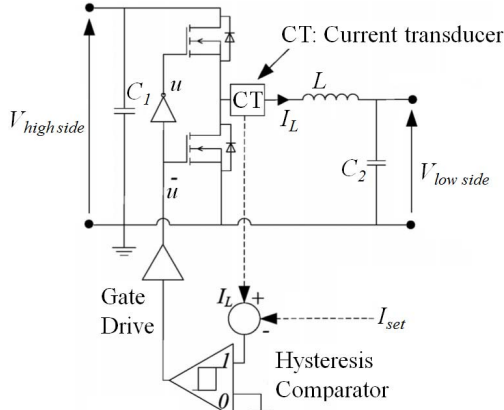 CT: Current transducer
C1
u
CT
L
IL
Vhigh side
ū
C2
Vlow side
Gate
Drive
IL
+
-
Iset
1
0
Hysteresis
Comparator